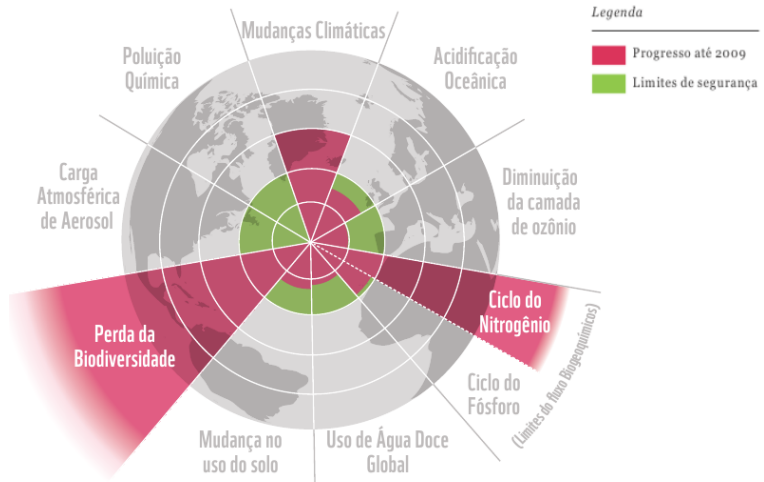 Legenda
Progresso até 2009
Limites de segurança
Mudanças Climáticas
Poluição
Química
Acidificação
Oceânica
Carga
Atmosférica
de Aerosol
Diminuição
da camada
de ozônio
Perda da
Biodiversidade
Ciclo do
Nitrogênio
Ciclo do
Fósforo
(Limites do fluxo Biogeoquímicos)
Mudança no
uso do solo
Uso de Água Doce
Global